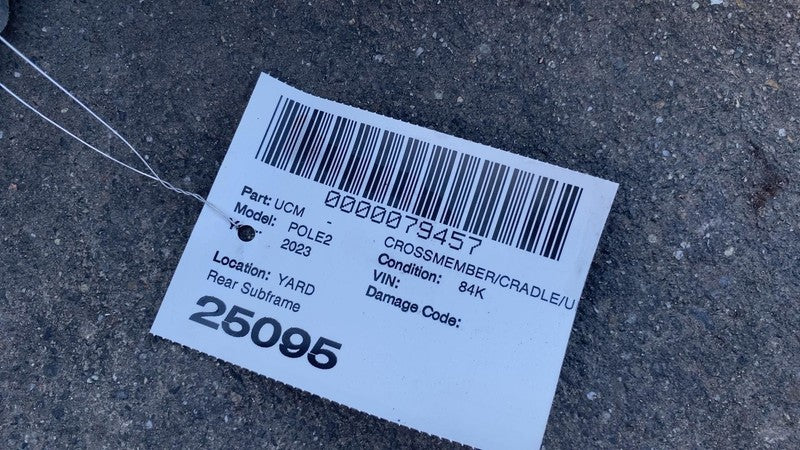 0000079457
Part: UCM - CROSSMEMBER/CRADLE/U
Model: POLE2 Condition: 84K
2023 VIN:
Location: YARD Damage Code:
Rear Subframe
25095